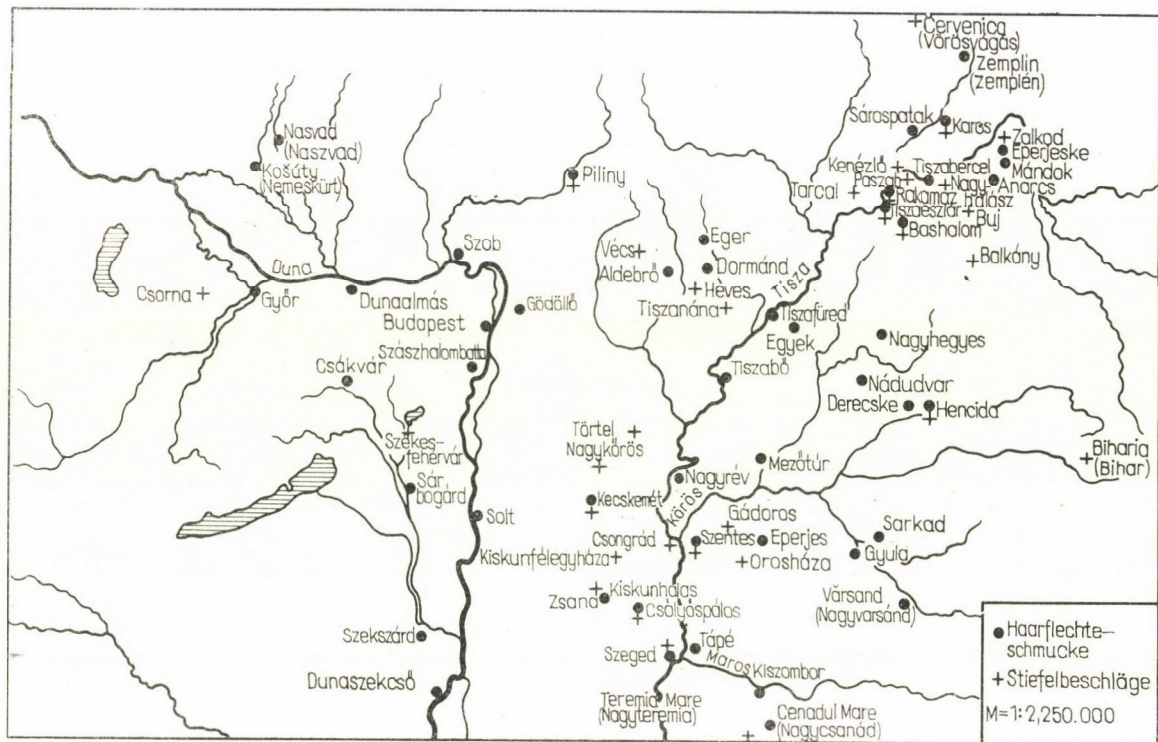 Červenica
(Vörösvágás)
Zemplin
(Zemplén)
Sárospatak
Karos
Nasvad
(Naszvad)
Košúty
(Nemeskürt)
Zalkod
Eperjeske
Mándok
Anarcs
Kenézlő
Tiszabercel
Paszab
Nagy-
halász
Rakamaz
Tiszaeszlár
Buj
Bashalom
Balkány
Tarcal
Piliny
Szob
Vécs
Eger
Aldebrő
Dormánd
Heves
Tiszanána
Tisza
Duna
Csorna
Győr
Dunaalmás
Gödöllő
Budapest
Tiszafüred
Egyek
Nagyhegyes
Százhalombatta
Csákvár
Tiszabő
Nádudvar
Derecske
Hencida
Székes-
fehérvár
Törtel
Nagykőrös
Biharia
(Bihar)
Mezőtúr
Nagyrév
Sár
bogárd
Kecskemét
Körös
Solt
Gádoros
Csongrád
Szentes
Eperjes
Sarkad
Kiskunfélegyháza
Orosháza
Gyula
Zsana
Kiskunhalas
Csólyospálos
Vărsand
(Nagyvarsánd)
Szekszárd
Tápé
Szeged
Maros
Kiszombor
Dunaszekcső
Teremia Mare
(Nagyteremia)
Cenadul Mare
(Nagycsanád)
Haarflechte-
schmucke
Stiefelbeschläge
M=1:2,250.000